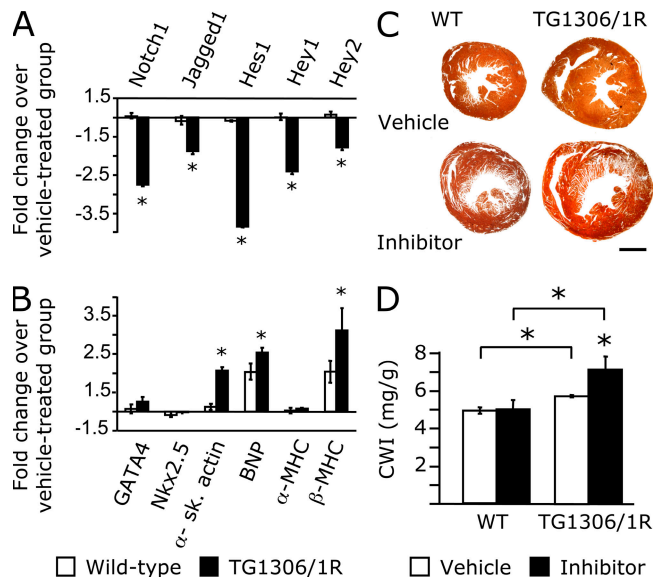 A
Fold change over
vehicle-treated group
Notch1
Jagged1
Hes1
Hey1
Hey2
1.5
-1.5
-2.5
-3.5
*
*
*
*
*
B
Fold change over
vehicle-treated group
3.5
2.5
1.5
-1.5
*
*
*
GATA4
Nkx2.5
α- sk. actin
BNP
α-MHC
β-MHC
Wild-type
TG1306/1R
C
WT
TG1306/1R
Vehicle
Inhibitor
D
CWI (mg/g)
8
6
4
2
*
*
*
WT
TG1306/1R
Vehicle
Inhibitor